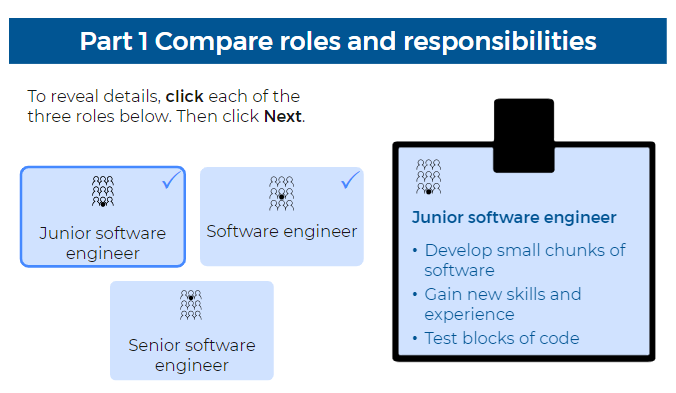 Part 1 Compare roles and responsibilities
To reveal details, click each of the
three roles below. Then click Next.
Junior software
engineer
Software engineer
Senior software
engineer
Junior software engineer
• Develop small chunks of
software
• Gain new skills and
experience
• Test blocks of code